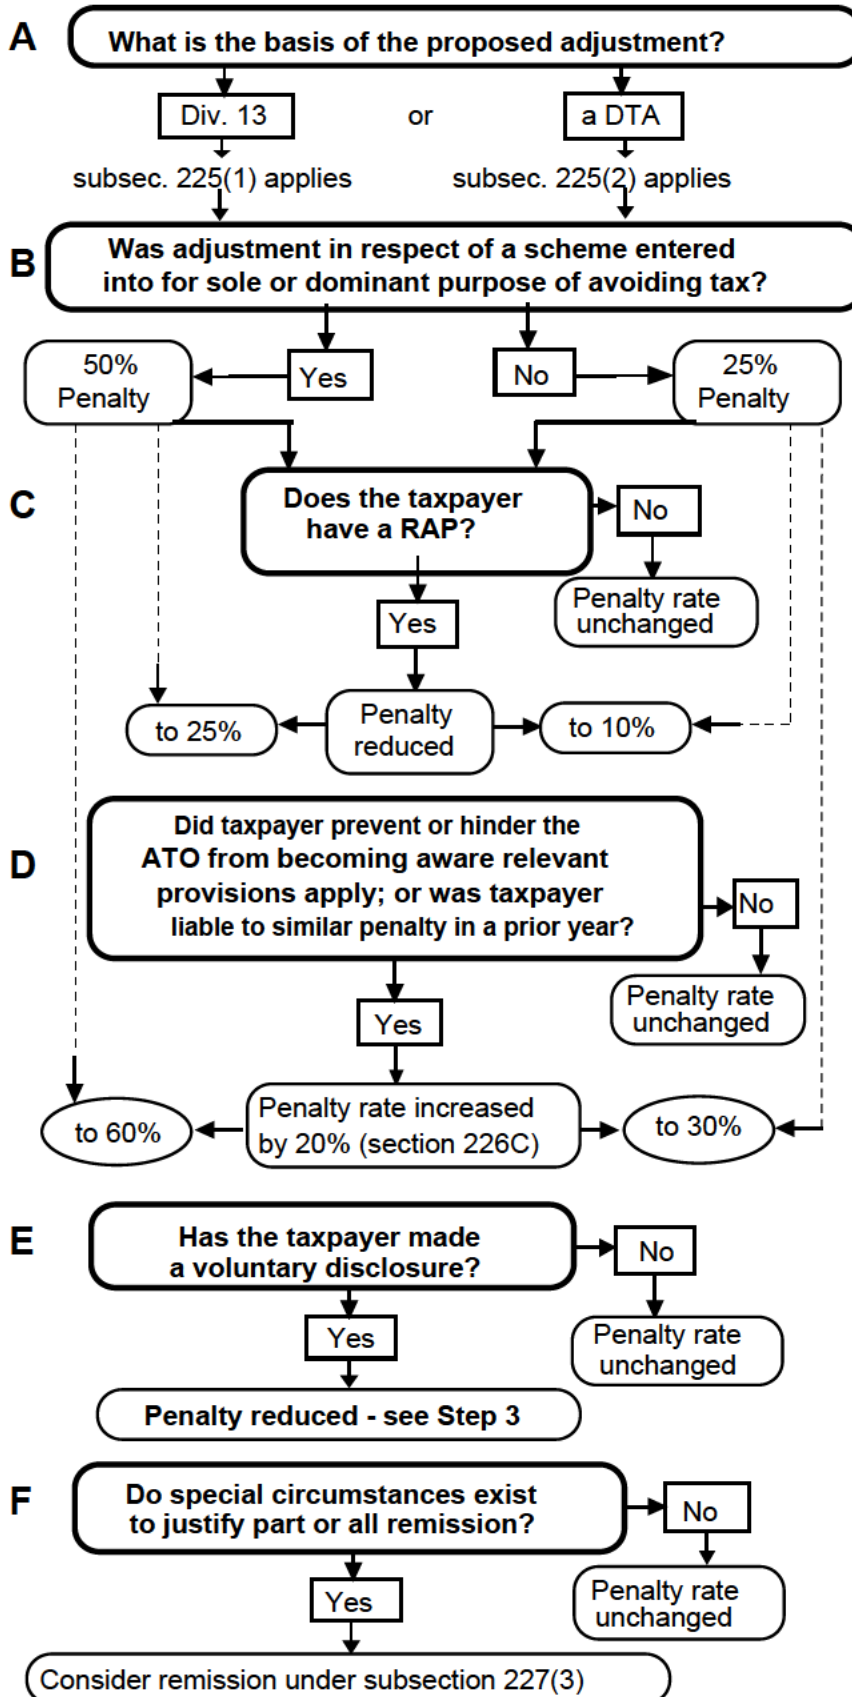 A
What is the basis of the proposed adjustment?
Div. 13
or
a DTA
subsec. 225(1) applies
subsec. 225(2) applies
B
Was adjustment in respect of a scheme entered
into for sole or dominant purpose of avoiding tax?
50%
Penalty
Yes
No
25%
Penalty
C
Does the taxpayer
have a RAP?
No
Penalty rate
unchanged
Yes
to 25%
Penalty
reduced
to 10%
D
Did taxpayer prevent or hinder the
ATO from becoming aware relevant
provisions apply; or was taxpayer
liable to similar penalty in a prior year?
No
Penalty rate
unchanged
Yes
to 60%
Penalty rate increased
by 20% (section 226C)
to 30%
E
Has the taxpayer made
a voluntary disclosure?
No
Penalty rate
unchanged
Yes
Penalty reduced - see Step 3
F
Do special circumstances exist
to justify part or all remission?
No
Penalty rate
unchanged
Yes
Consider remission under subsection 227(3)